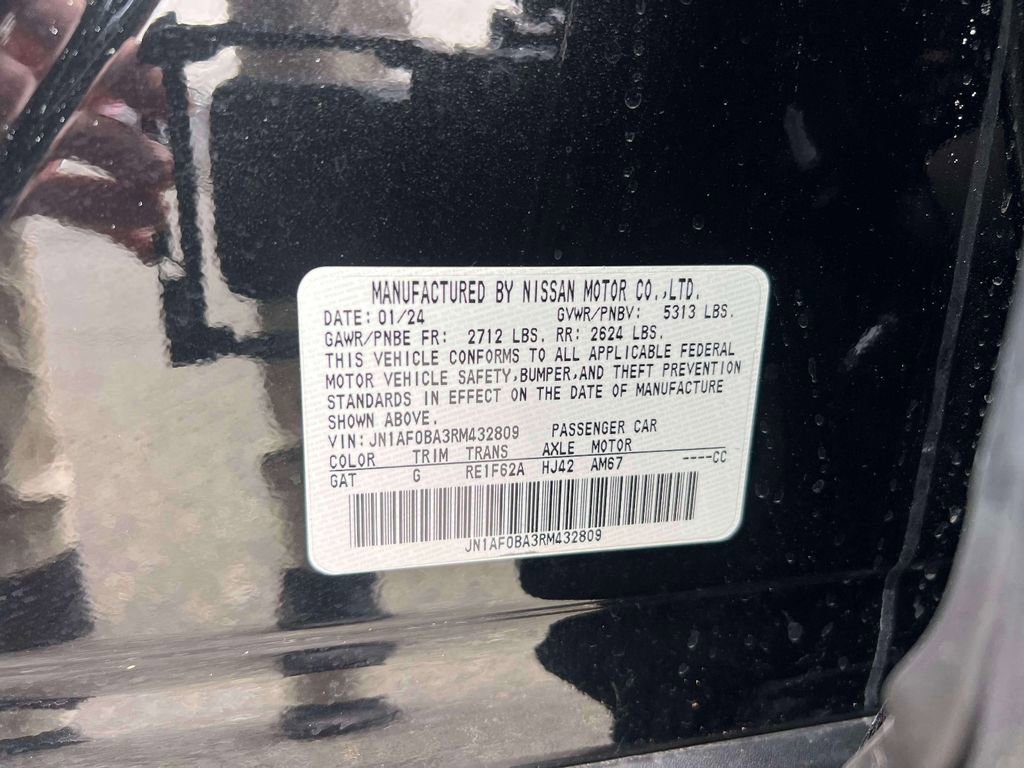 MANUFACTURED BY NISSAN MOTOR CO.,LTD.
DATE: 01/24 GVWR/PNBV: 5313 LBS.
GAWR/PNBE FR: 2712 LBS. RR: 2624 LBS.
THIS VEHICLE CONFORMS TO ALL APPLICABLE FEDERAL
MOTOR VEHICLE SAFETY,BUMPER,AND THEFT PREVENTION
STANDARDS IN EFFECT ON THE DATE OF MANUFACTURE
SHOWN ABOVE.
VIN: JN1AF0BA3RM432809 PASSENGER CAR
COLOR TRIM TRANS AXLE MOTOR
GAT G RE1F62A HJ42 AM67 ----CC
JN1AF0BA3RM432809